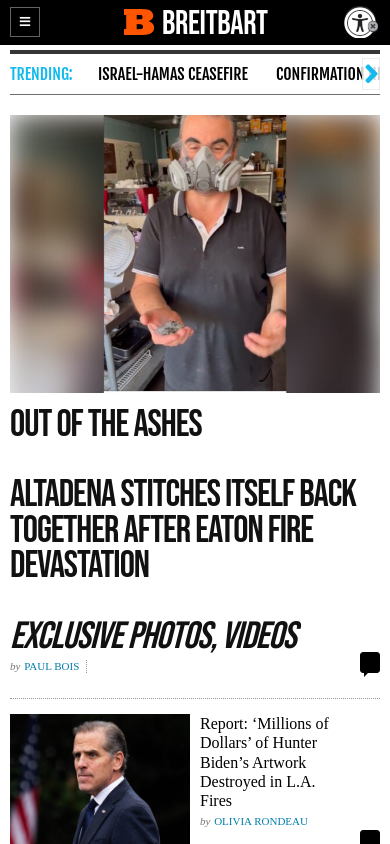 BREITBART
TRENDING:
ISRAEL-HAMAS CEASEFIRE
CONFIRMATION
OUT OF THE ASHES
ALTADENA STITCHES ITSELF BACK
TOGETHER AFTER EATON FIRE
DEVASTATION
EXCLUSIVE PHOTOS, VIDEOS
by PAUL BOIS
Report: ‘Millions of
Dollars’ of Hunter
Biden’s Artwork
Destroyed in L.A.
Fires
by OLIVIA RONDEAU